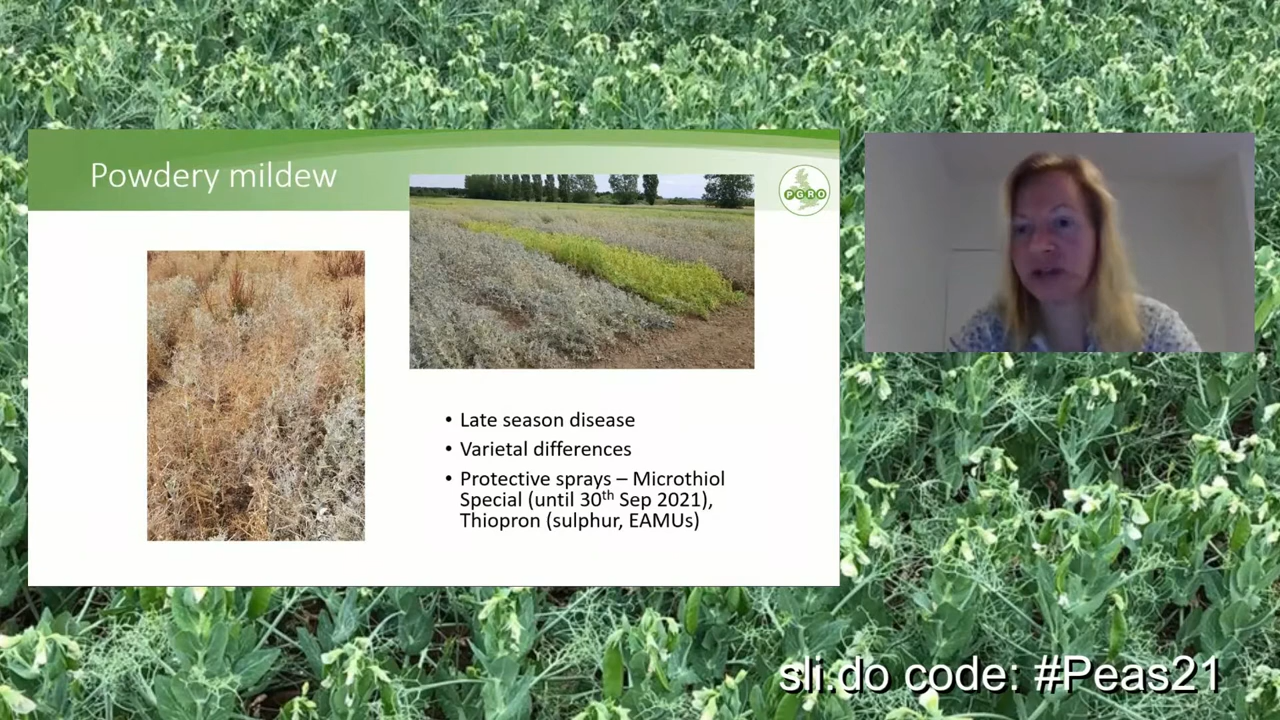 Powdery mildew
PGRO
• Late season disease
• Varietal differences
• Protective sprays – Microthiol
Special (until 30th Sep 2021),
Thiopron (sulphur, EAMUs)
sli.do code: #Peas21